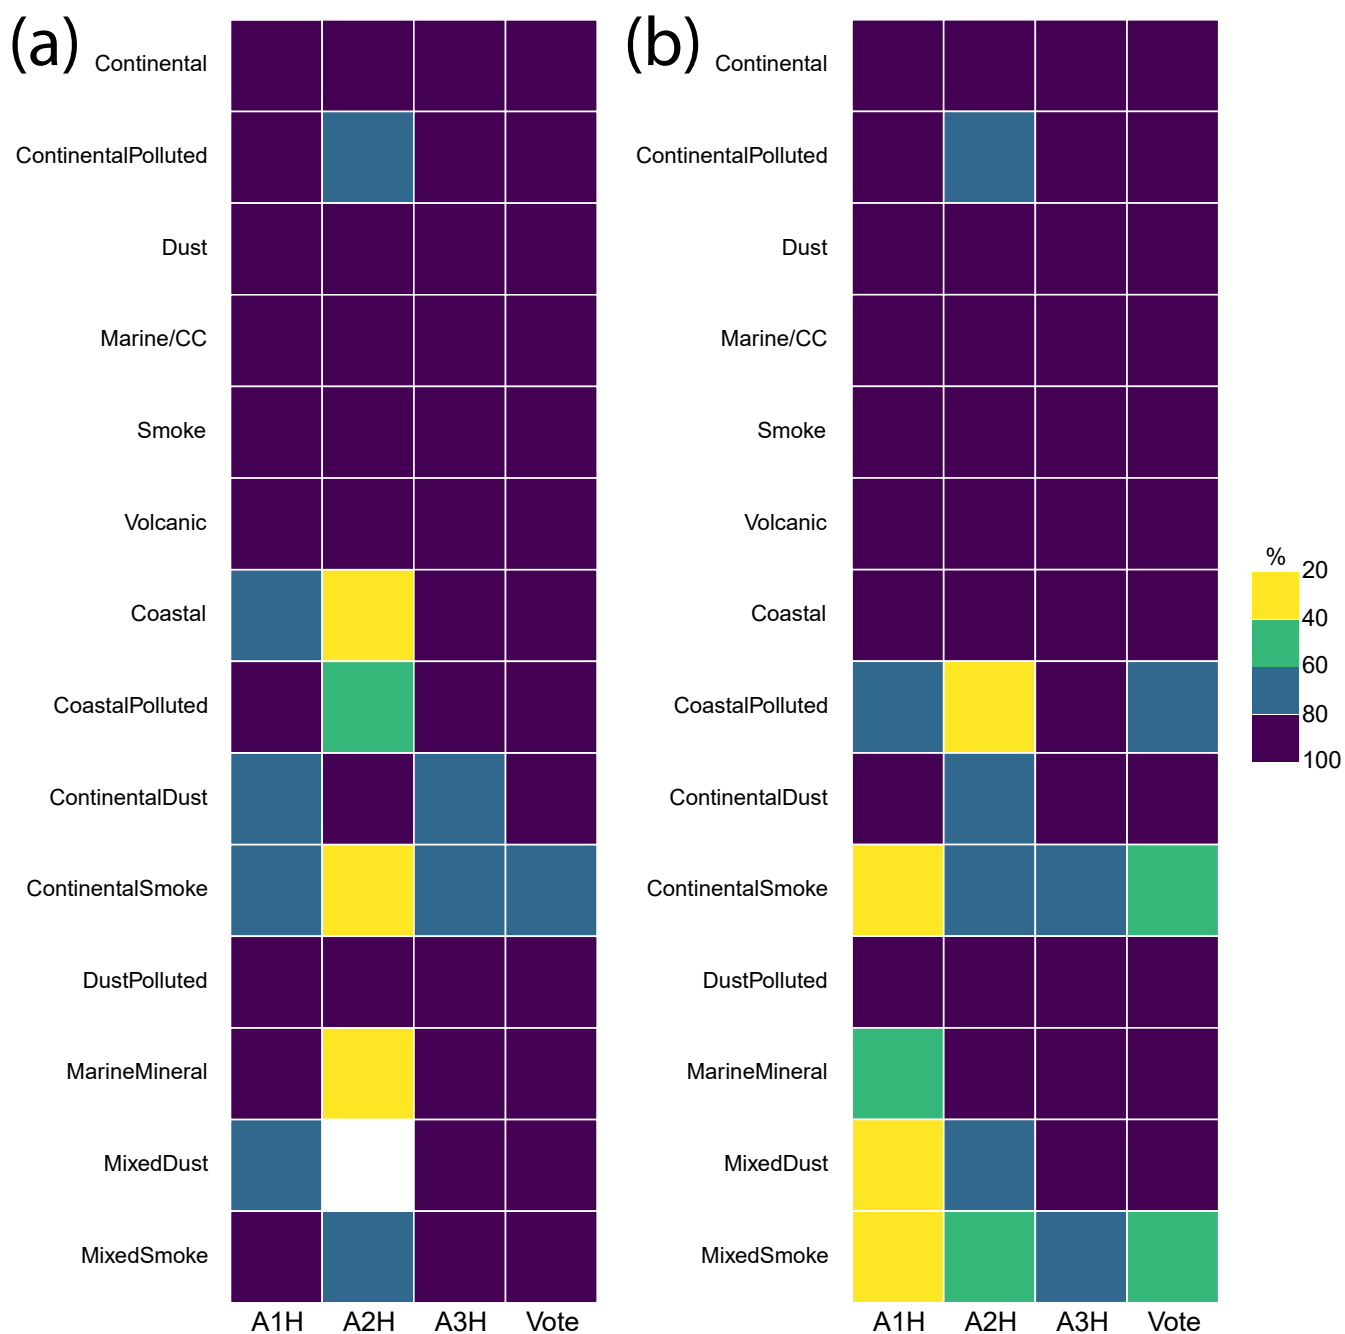 (a)
Continental
ContinentalPolluted
Dust
Marine/CC
Smoke
Volcanic
Coastal
CoastalPolluted
ContinentalDust
ContinentalSmoke
DustPolluted
MarineMineral
MixedDust
MixedSmoke
A1H A2H A3H Vote
(b)
Continental
ContinentalPolluted
Dust
Marine/CC
Smoke
Volcanic
Coastal
CoastalPolluted
ContinentalDust
ContinentalSmoke
DustPolluted
MarineMineral
MixedDust
MixedSmoke
A1H A2H A3H Vote
%
20
40
60
80
100